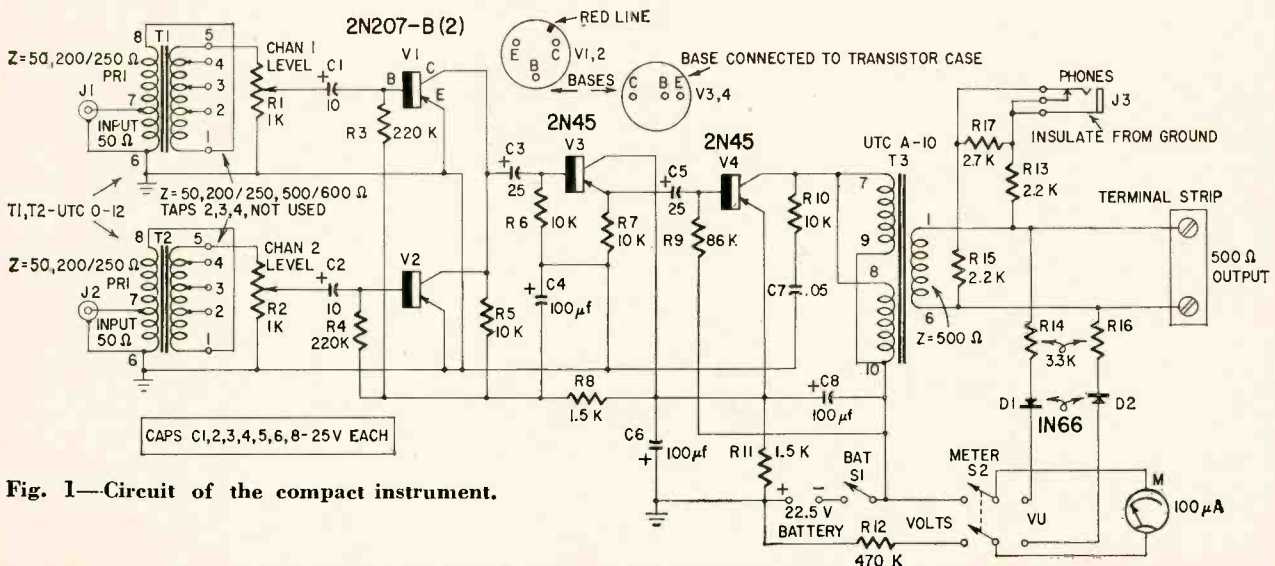 2N207-B (2)
RED LINE
E
C
B
V1,2
BASES
BASE CONNECTED TO TRANSISTOR CASE
C
B E
V3,4
8
T1
5
4
3
2
1
7
6
Z=50,200/250 Ω
PRI
J1
INPUT
50 Ω
CHAN 1
LEVEL
R1
1K
+
C1
10
B
V1
C
E
R3
220 K
T1,T2-UTC 0-12
Z=50,200/250,500/600 Ω
TAPS 2,3,4, NOT USED
8
T2
5
4
3
2
1
7
6
Z=50,200/250 Ω
PRI
J2
INPUT
50 Ω
CHAN 2
LEVEL
R2
1K
+
C2
10
V2
R4
220K
R5
10 K
2N45
V3
+
C3
25
R6
10K
R7
10K
+
C4
100μf
R8
1.5 K
2N45
V4
+
C5
25
R9
86 K
R10
10 K
C7
.05
UTC A-10
T3
7
9
8
10
1
6
Z=500 Ω
PHONES
J3
INSULATE FROM GROUND
R17
2.7 K
R13
2.2 K
R15
2.2 K
TERMINAL STRIP
500 Ω
OUTPUT
R14
R16
3.3K
D1
D2
1N66
+
C8
100μf
C6
+
100μf
R11
1.5 K
BAT
S1
+
-
22.5 V
BATTERY
R12
470 K
METER
S2
VOLTS
VU
M
100μA
CAPS C1,2,3,4,5,6,8-25V EACH
Fig. 1—Circuit of the compact instrument.